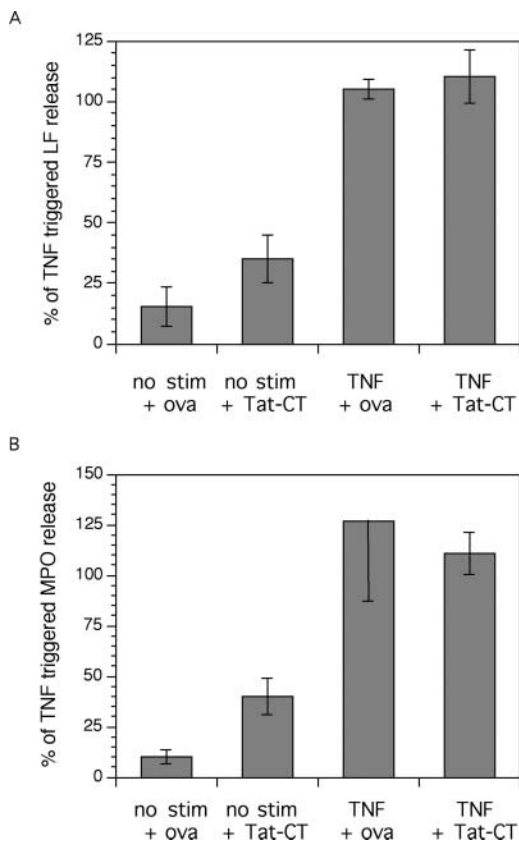 A
% of TNF triggered LF release
125
100
75
50
25
0
no stim + ova
no stim + Tat-CT
TNF + ova
TNF + Tat-CT
B
% of TNF triggered MPO release
150
125
100
75
50
25
0
no stim + ova
no stim + Tat-CT
TNF + ova
TNF + Tat-CT